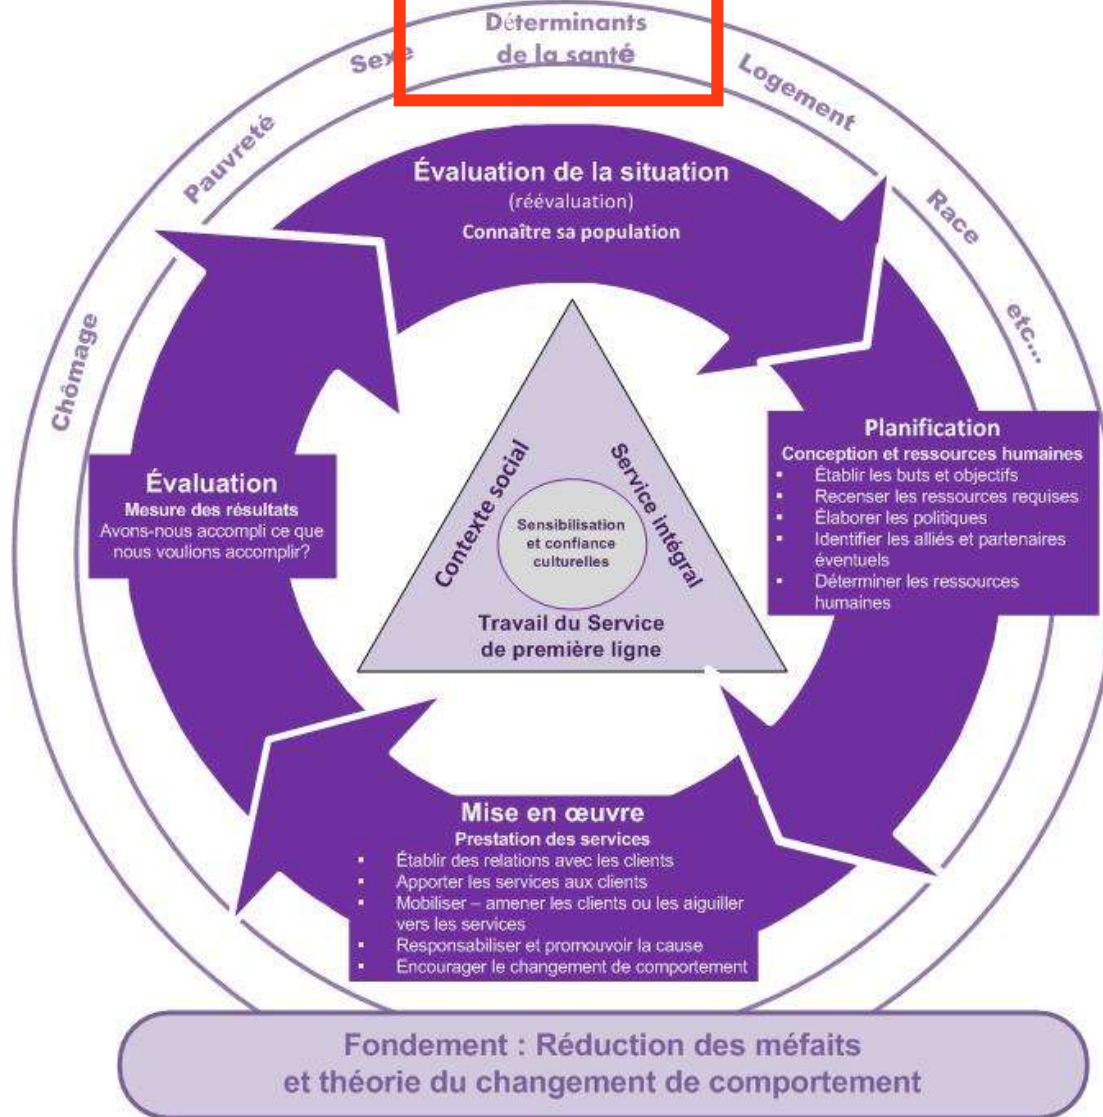 Déterminants
de la santé
Sexe
Pauvreté
Chômage
Logement
Race
etc...
Évaluation de la situation
(réévaluation)
Connaître sa population
Planification
Conception et ressources humaines
▪ Établir les buts et objectifs
▪ Recenser les ressources requises
▪ Élaborer les politiques
▪ Identifier les alliés et partenaires
éventuels
▪ Déterminer les ressources
humaines
Mise en œuvre
Prestation des services
▪ Établir des relations avec les clients
▪ Apporter les services aux clients
▪ Mobiliser – amener les clients ou les aiguiller
vers les services
▪ Responsabiliser et promouvoir la cause
▪ Encourager le changement de comportement
Évaluation
Mesure des résultats
Avons-nous accompli ce que
nous voulions accomplir?
Contexte social
Service intégral
Sensibilisation
et confiance
culturelles
Travail du Service
de première ligne
Fondement : Réduction des méfaits
et théorie du changement de comportement